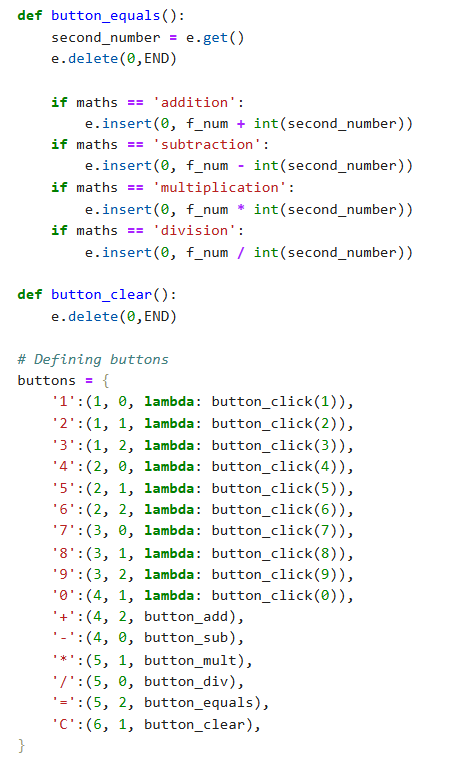 def button_equals():
    second_number = e.get()
    e.delete(0,END)

    if maths == 'addition':
        e.insert(0, f_num + int(second_number))
    if maths == 'subtraction':
        e.insert(0, f_num - int(second_number))
    if maths == 'multiplication':
        e.insert(0, f_num * int(second_number))
    if maths == 'division':
        e.insert(0, f_num / int(second_number))

def button_clear():
    e.delete(0,END)

# Defining buttons
buttons = {
    '1':(1, 0, lambda: button_click(1)),
    '2':(1, 1, lambda: button_click(2)),
    '3':(1, 2, lambda: button_click(3)),
    '4':(2, 0, lambda: button_click(4)),
    '5':(2, 1, lambda: button_click(5)),
    '6':(2, 2, lambda: button_click(6)),
    '7':(3, 0, lambda: button_click(7)),
    '8':(3, 1, lambda: button_click(8)),
    '9':(3, 2, lambda: button_click(9)),
    '0':(4, 1, lambda: button_click(0)),
    '+':(4, 2, button_add),
    '-':(4, 0, button_sub),
    '*':(5, 1, button_mult),
    '/':(5, 0, button_div),
    '=':(5, 2, button_equals),
    'C':(6, 1, button_clear),
}